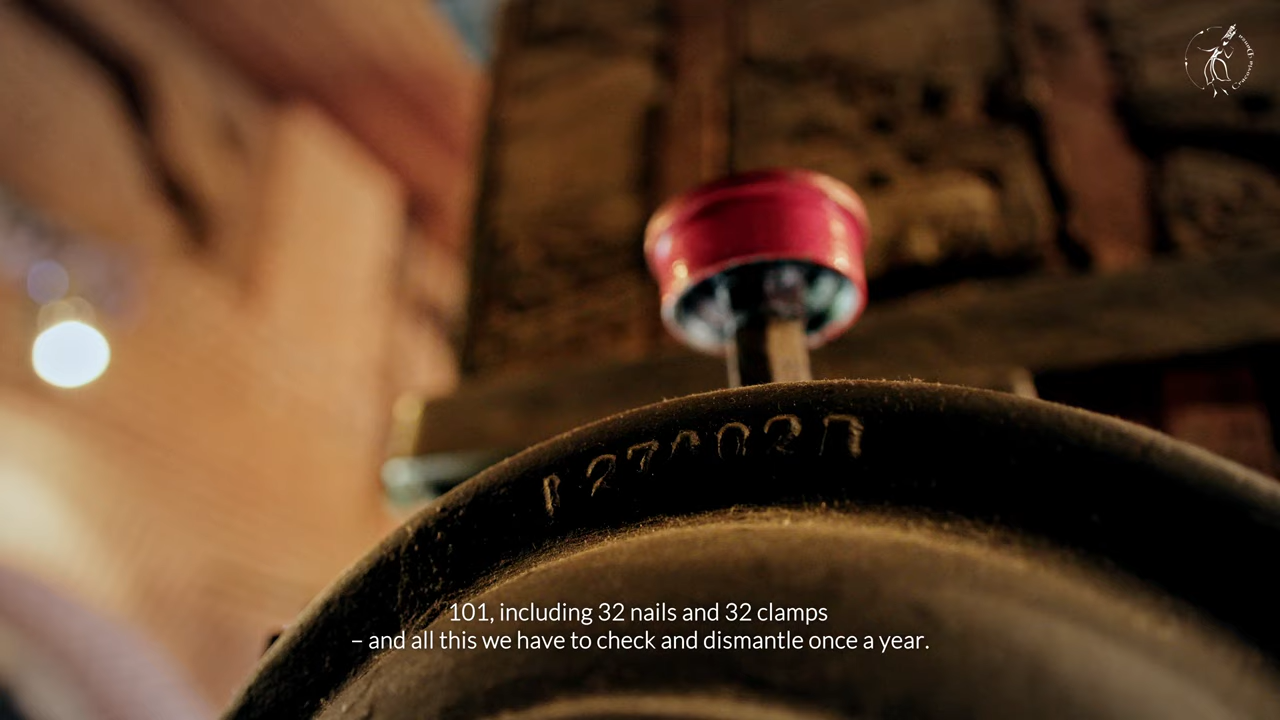 101, including 32 nails and 32 clamps
– and all this we have to check and dismantle once a year.